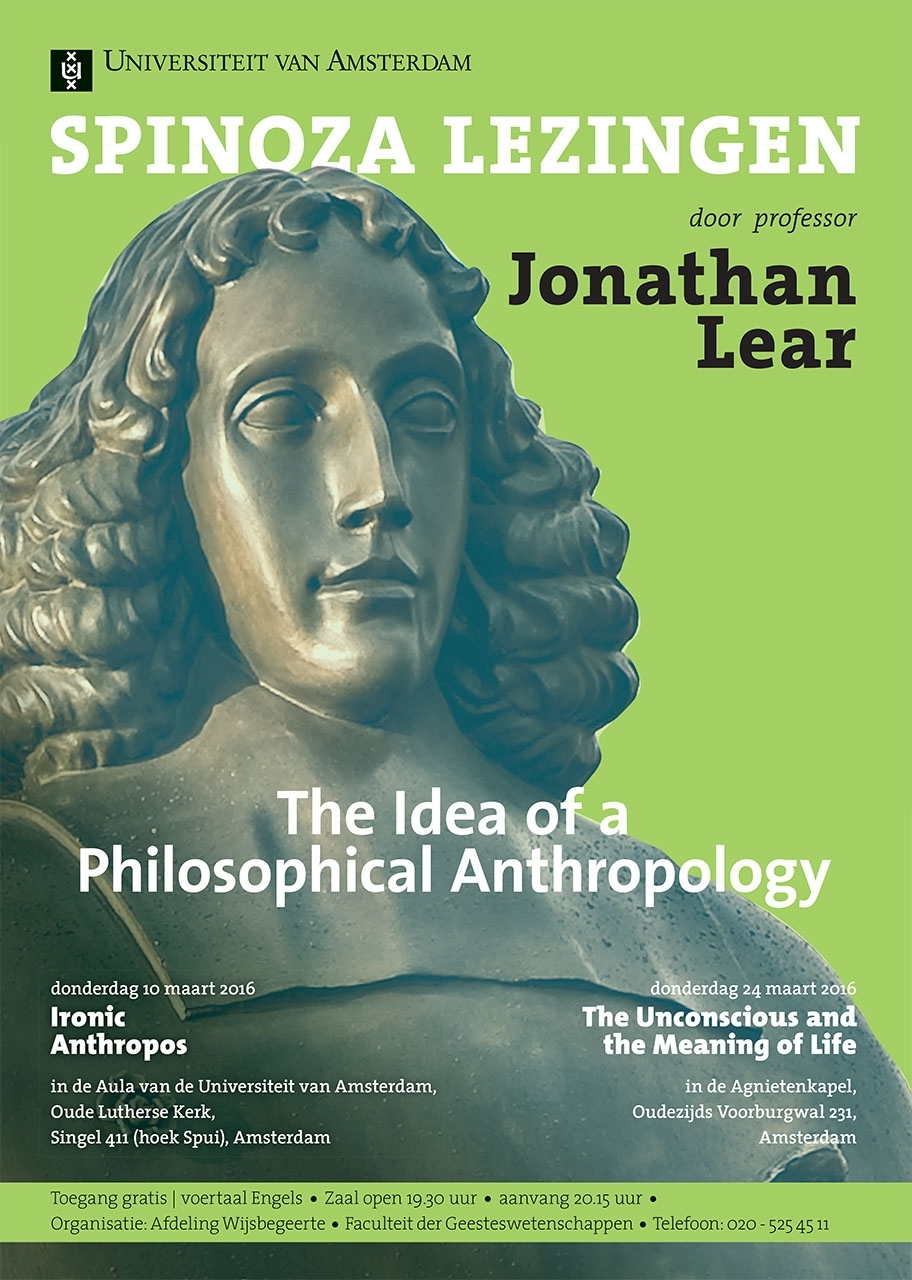 UNIVERSITEIT VAN AMSTERDAM
SPINOZA LEZINGEN
door professor
Jonathan
Lear
The Idea of a
Philosophical Anthropology
donderdag 10 maart 2016
Ironic
Anthropos
in de Aula van de Universiteit van Amsterdam,
Oude Lutherse Kerk,
Singel 411 (hoek Spui), Amsterdam
donderdag 24 maart 2016
The Unconscious and
the Meaning of Life
in de Agnietenkapel,
Oudezijds Voorburgwal 231,
Amsterdam
Toegang gratis | voertaal Engels • Zaal open 19.30 uur • aanvang 20.15 uur •
Organisatie: Afdeling Wijsbegeerte • Faculteit der Geesteswetenschappen • Telefoon: 020 - 525 45 11